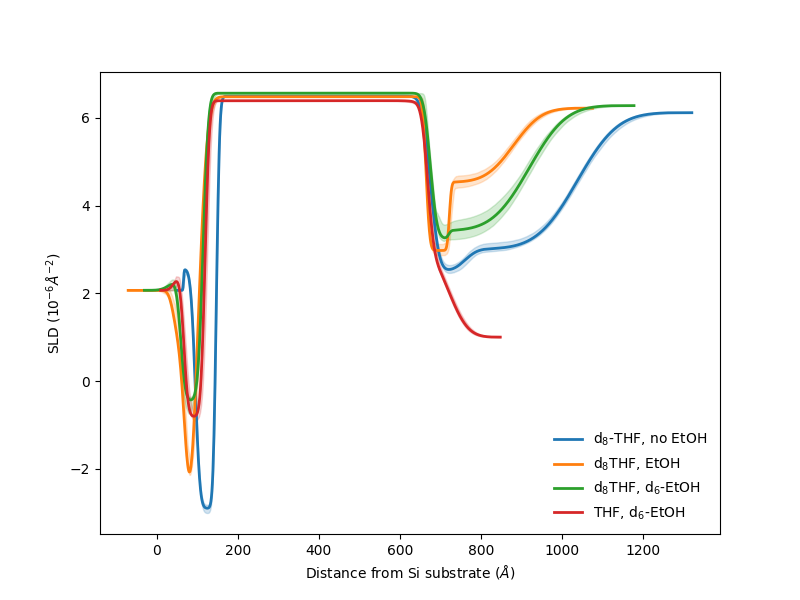 6
4
2
0
−2
SLD (10⁻⁶Å⁻²)
0 200 400 600 800 1000 1200
Distance from Si substrate (Å)
d₈-THF, no EtOH
d₈THF, EtOH
d₈THF, d₆-EtOH
THF, d₆-EtOH